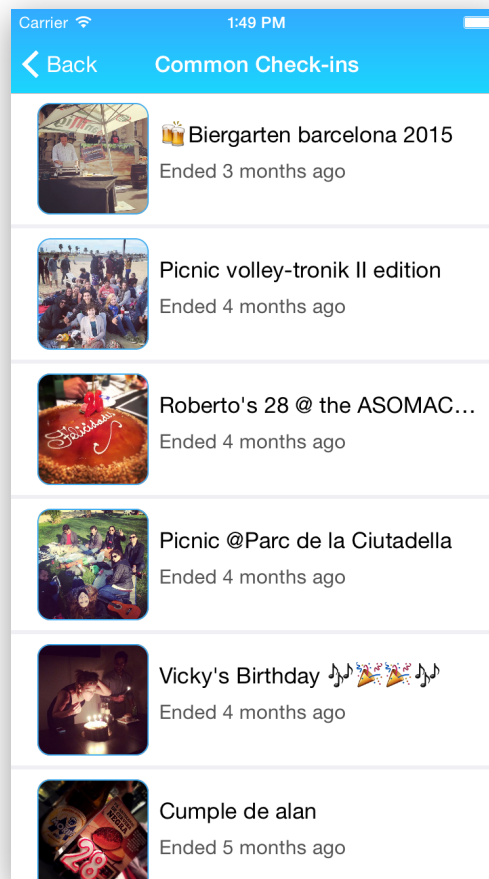 Carrier
1:49 PM
Back
Common Check-ins
🍻Biergarten barcelona 2015
Ended 3 months ago
Picnic volley-tronik II edition
Ended 4 months ago
Roberto's 28 @ the ASOMAC...
Ended 4 months ago
Felicidades!
Picnic @Parc de la Ciutadella
Ended 4 months ago
Vicky's Birthday 🎶🎉🎉🎶
Ended 4 months ago
Cumple de alan
Ended 5 months ago
28